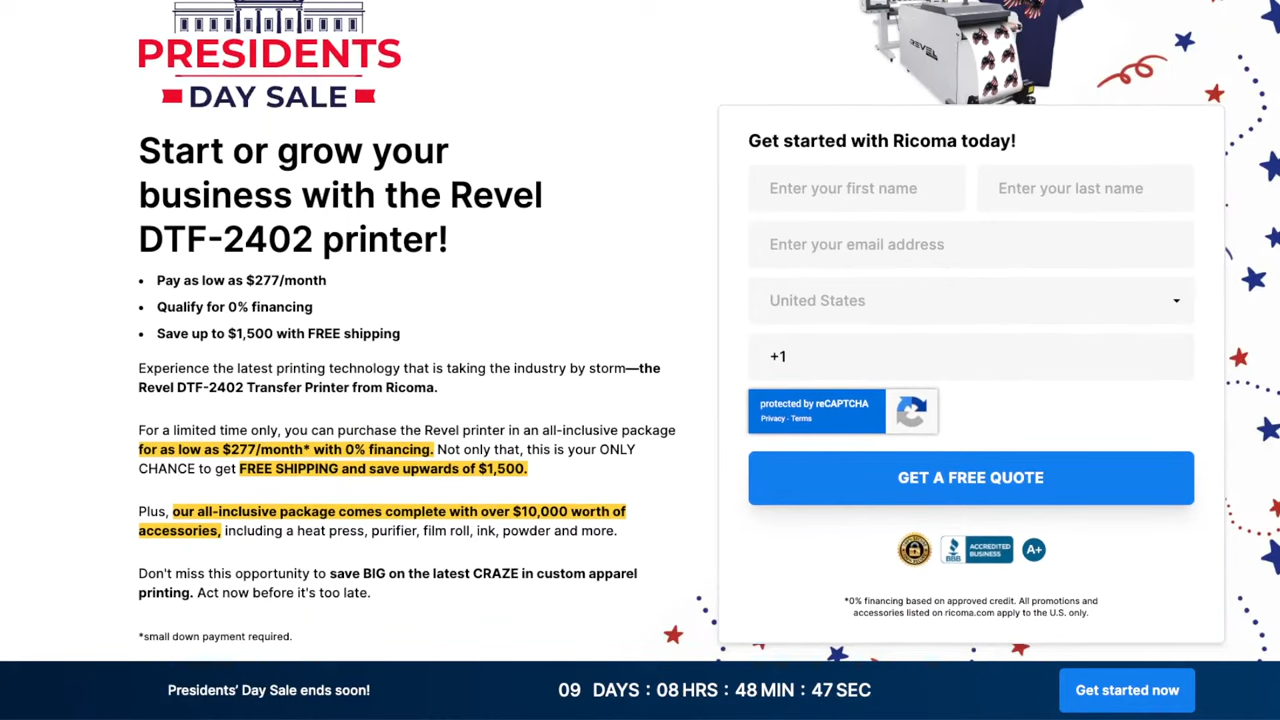 PRESIDENTS
DAY SALE
Start or grow your
business with the Revel
DTF-2402 printer!
• Pay as low as $277/month
• Qualify for 0% financing
• Save up to $1,500 with FREE shipping
Experience the latest printing technology that is taking the industry by storm—the
Revel DTF-2402 Transfer Printer from Ricoma.
For a limited time only, you can purchase the Revel printer in an all-inclusive package
for as low as $277/month* with 0% financing. Not only that, this is your ONLY
CHANCE to get FREE SHIPPING and save upwards of $1,500.
Plus, our all-inclusive package comes complete with over $10,000 worth of
accessories, including a heat press, purifier, film roll, ink, powder and more.
Don't miss this opportunity to save BIG on the latest CRAZE in custom apparel
printing. Act now before it's too late.
*small down payment required.
REVEL
Get started with Ricoma today!
Enter your first name
Enter your last name
Enter your email address
United States
+1
protected by reCAPTCHA
Privacy - Terms
GET A FREE QUOTE
BBB
ACCREDITED
BUSINESS
A+
*0% financing based on approved credit. All promotions and
accessories listed on ricoma.com apply to the U.S. only.
Presidents' Day Sale ends soon!
09 DAYS : 08 HRS : 48 MIN : 47 SEC
Get started now